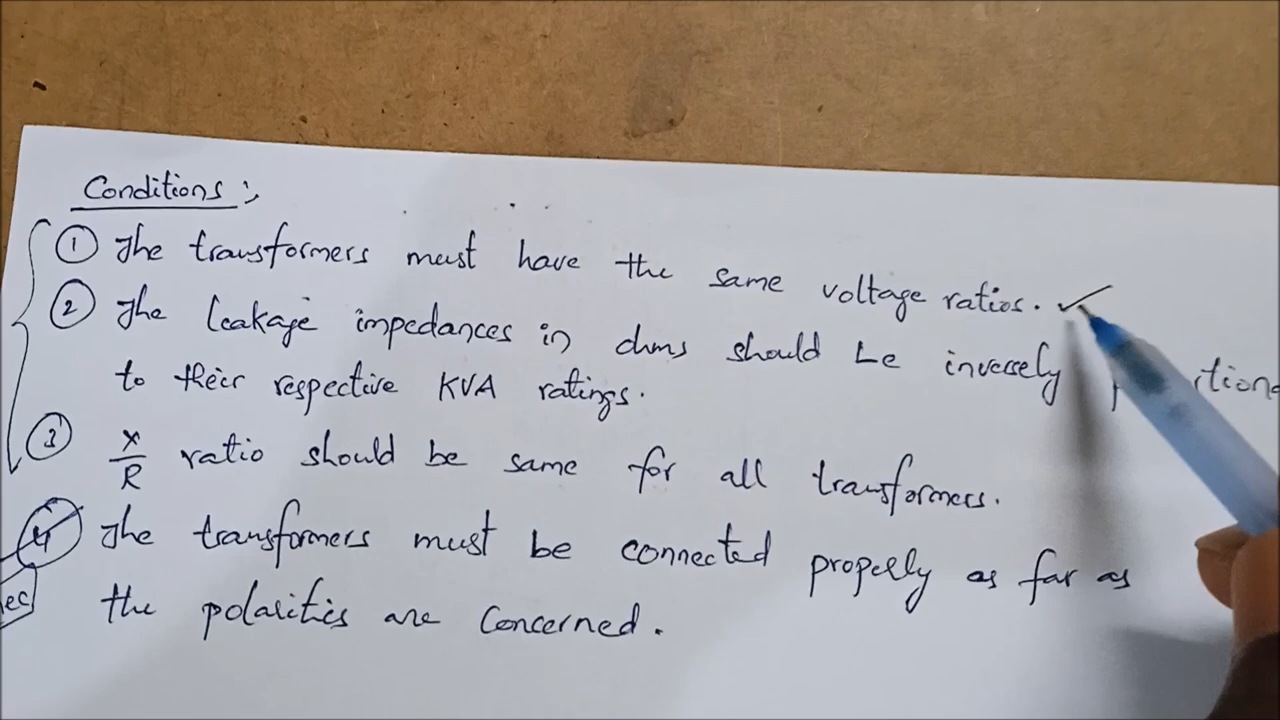 Conditions :-
① The transformers must have the same voltage ratios. ✓
② The leakage impedances in ohms should be inversely
to their respective KVA ratings.
③ X/R ratio should be same for all transformers.
④ The transformers must be connected properly as far as
the polarities are concerned.